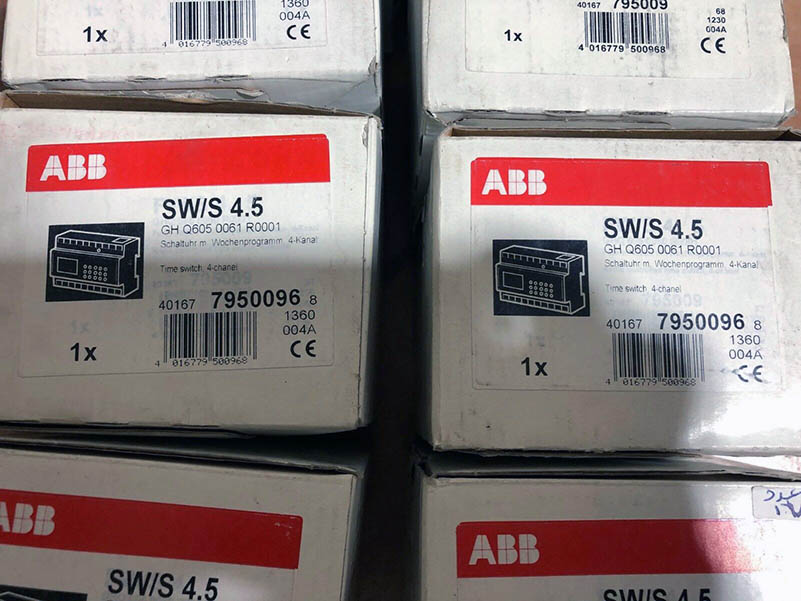 1x
1360
004A
4 016779 500968
CE
40167 795009
68
1230
004A
1x
4 016779 500968
CE
ABB
SW/S 4.5
GH Q605 0061 R0001
Schaltuhr m. Wochenprogramm, 4-Kanal
Time switch, 4-chanel
40167 7950096 8
1360
004A
1x
4 016779 500968
CE
ABB
SW/S 4.5
GH Q605 0061 R0001
Schaltuhr m. Wochenprogramm, 4-Kanal
Time switch, 4-chanel
40167 7950096 8
1360
004A
1x
4 016779 500968
CE
ABB
SW/S 4.5
ABB
SW/S 4.5